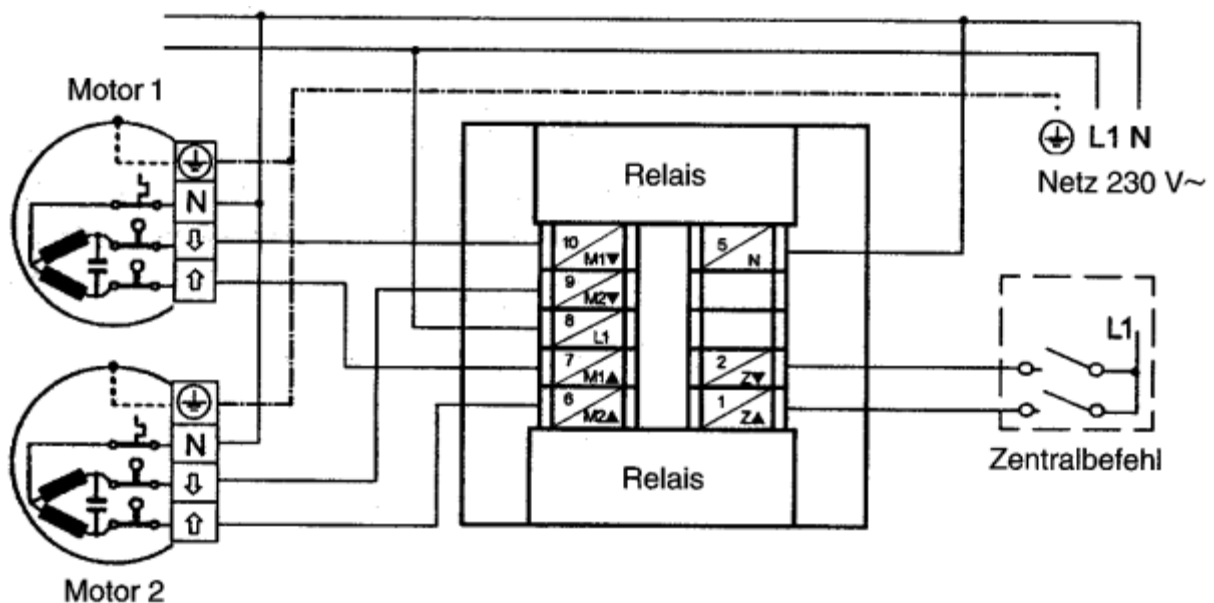 Motor 1
N
⇩
⇧
Motor 2
N
⇩
⇧
Relais
10 M1▼
9 M2▼
8 L1
7 M1▲
6 M2▲
5 N
2 Z▼
1 Z▲
Relais
L1 N
Netz 230 V~
L1
Zentralbefehl